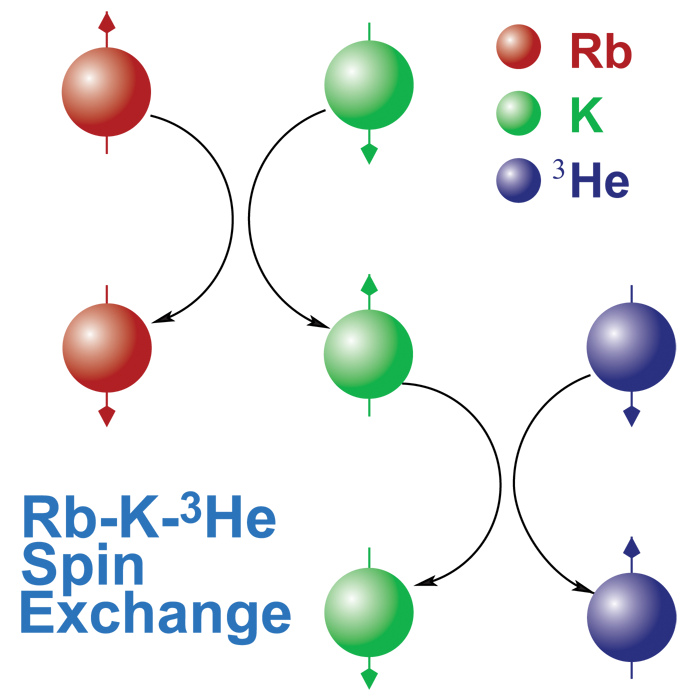 Rb
K
³He
Rb-K-³He
Spin
Exchange